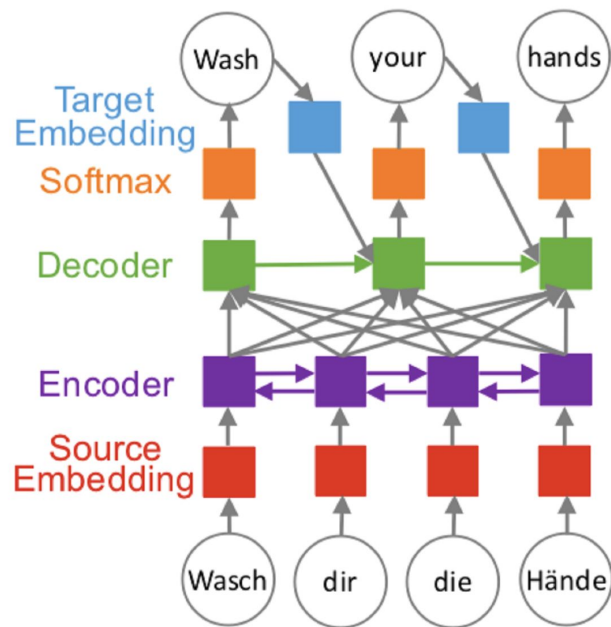 Wash your hands
Target
Embedding
Softmax
Decoder
Encoder
Source
Embedding
Wasch dir die Hände